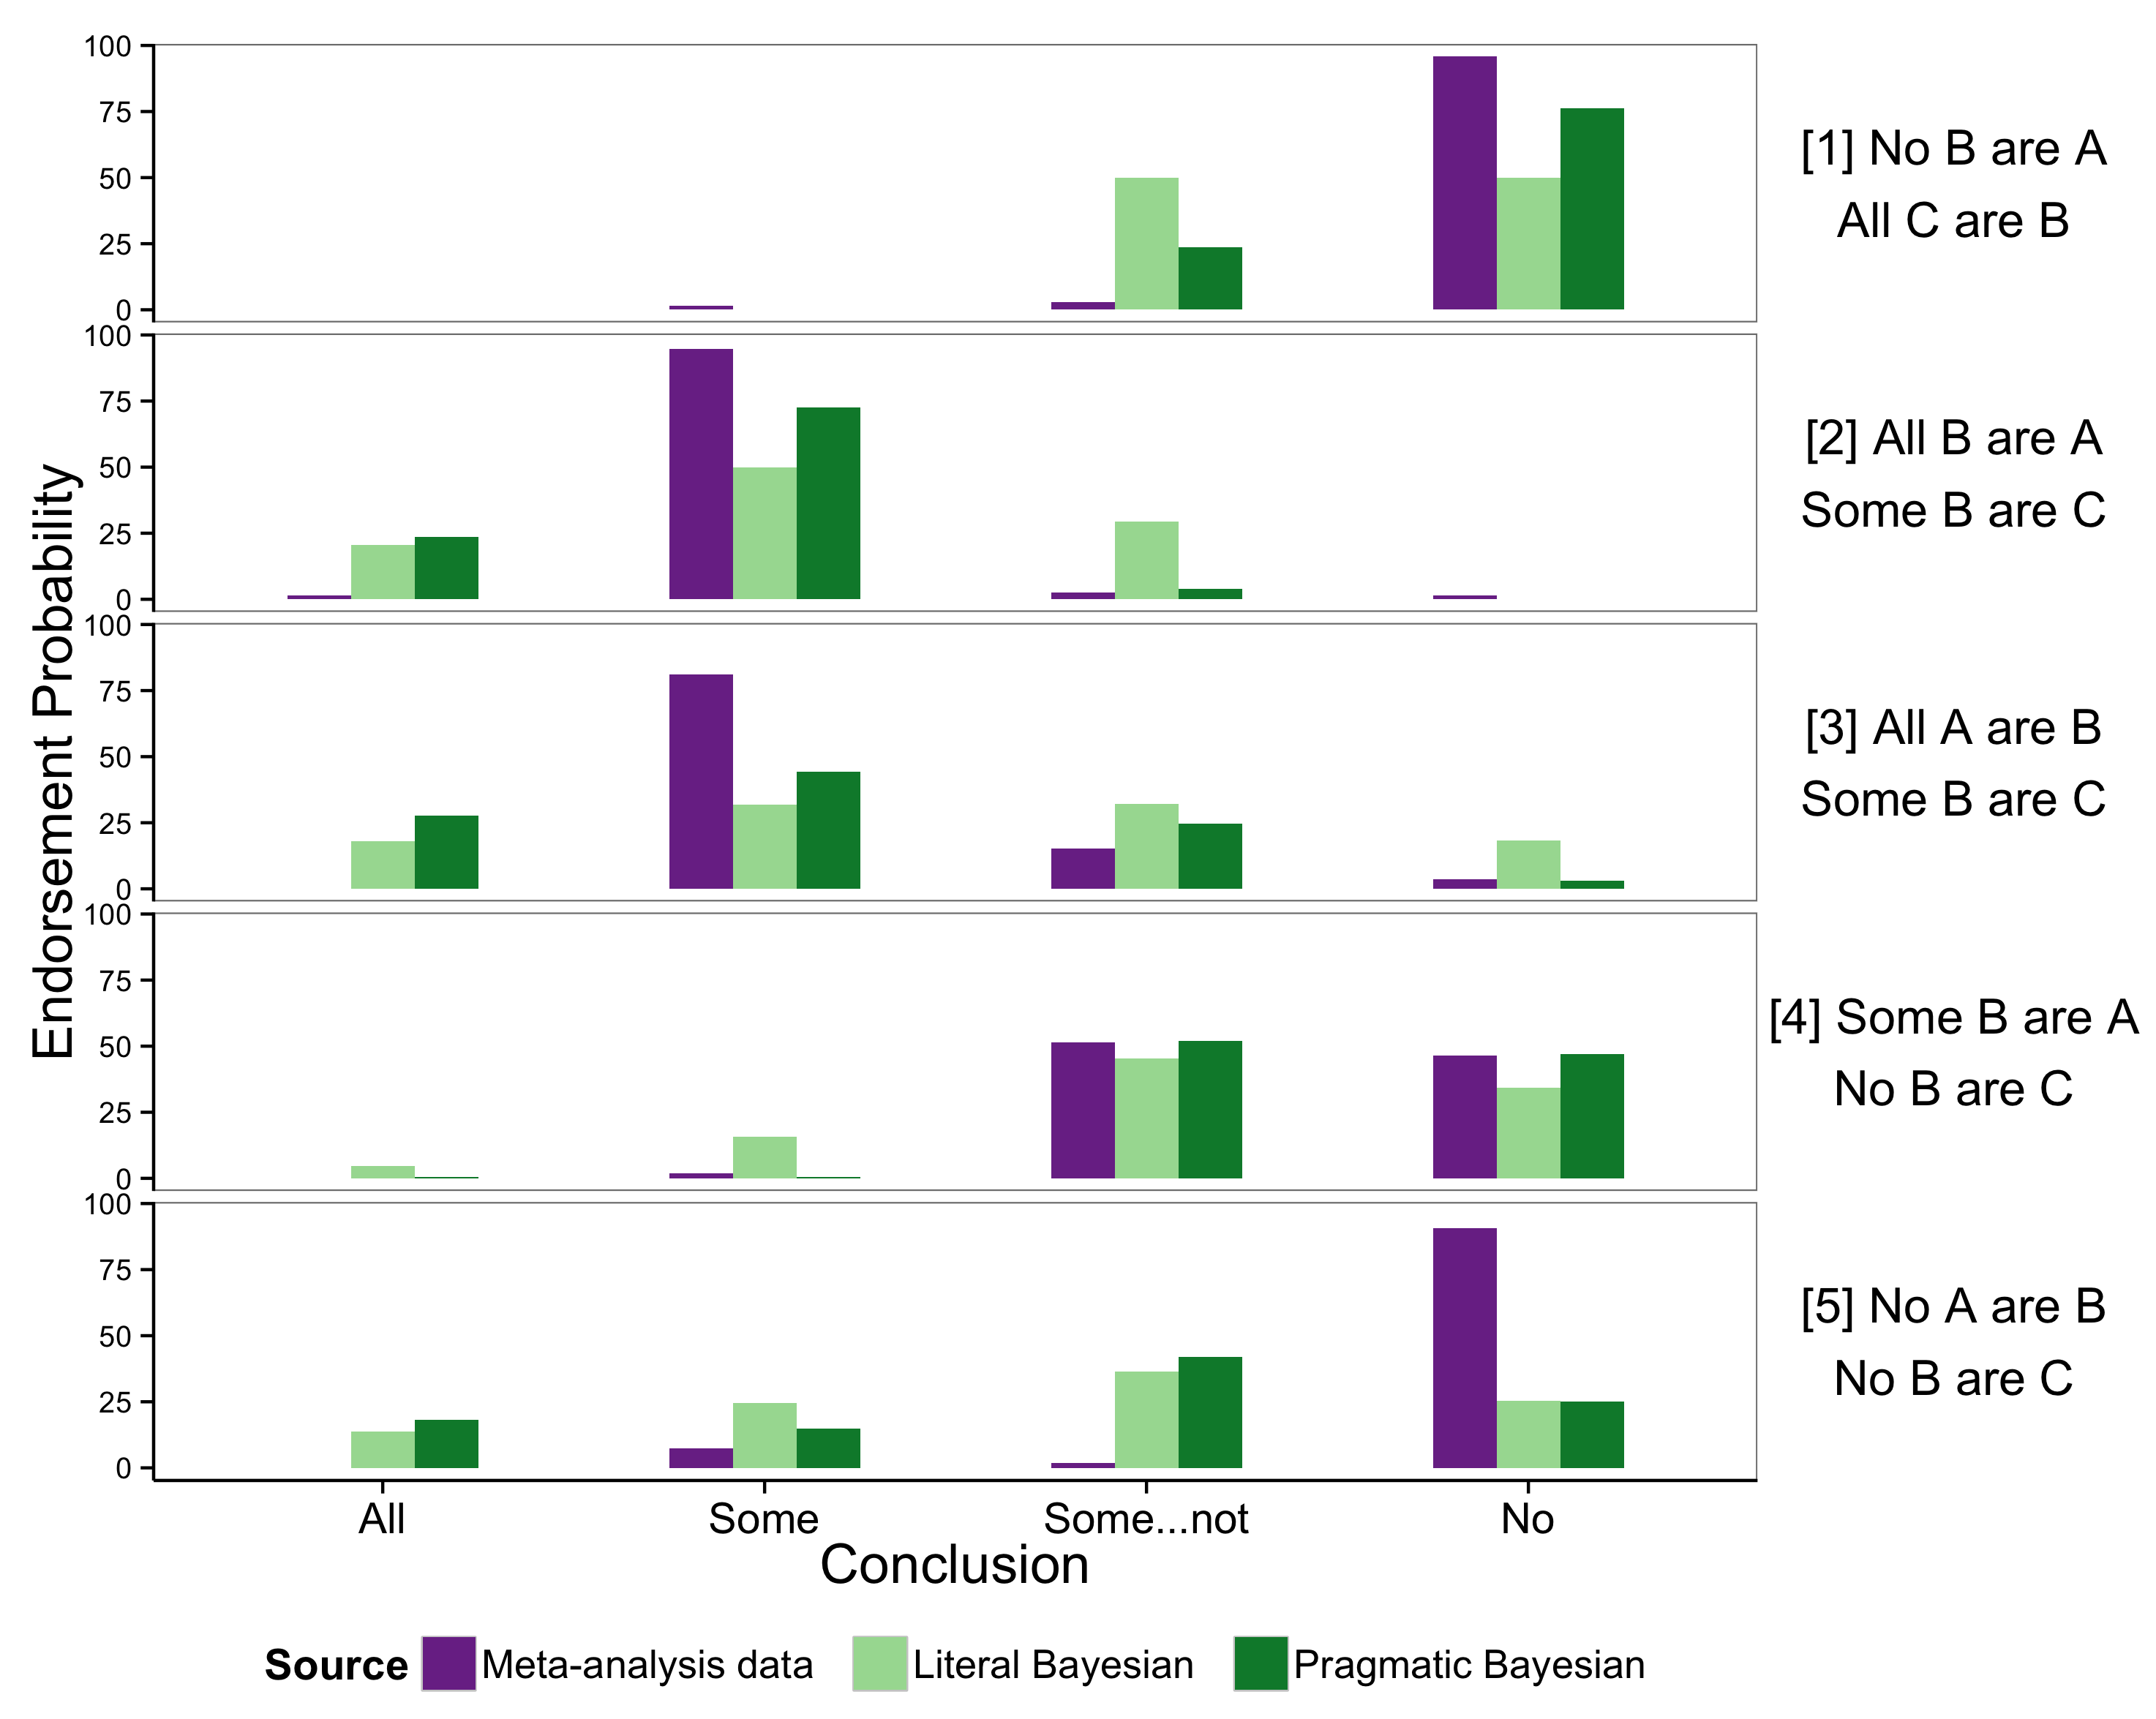 100
75
50
25
0
[1] No B are A
All C are B
100
75
50
25
0
[2] All B are A
Some B are C
100
75
50
25
0
[3] All A are B
Some B are C
100
75
50
25
0
[4] Some B are A
No B are C
100
75
50
25
0
[5] No A are B
No B are C
Endorsement Probability
All Some Some...not No
Conclusion
Source Meta-analysis data Literal Bayesian Pragmatic Bayesian